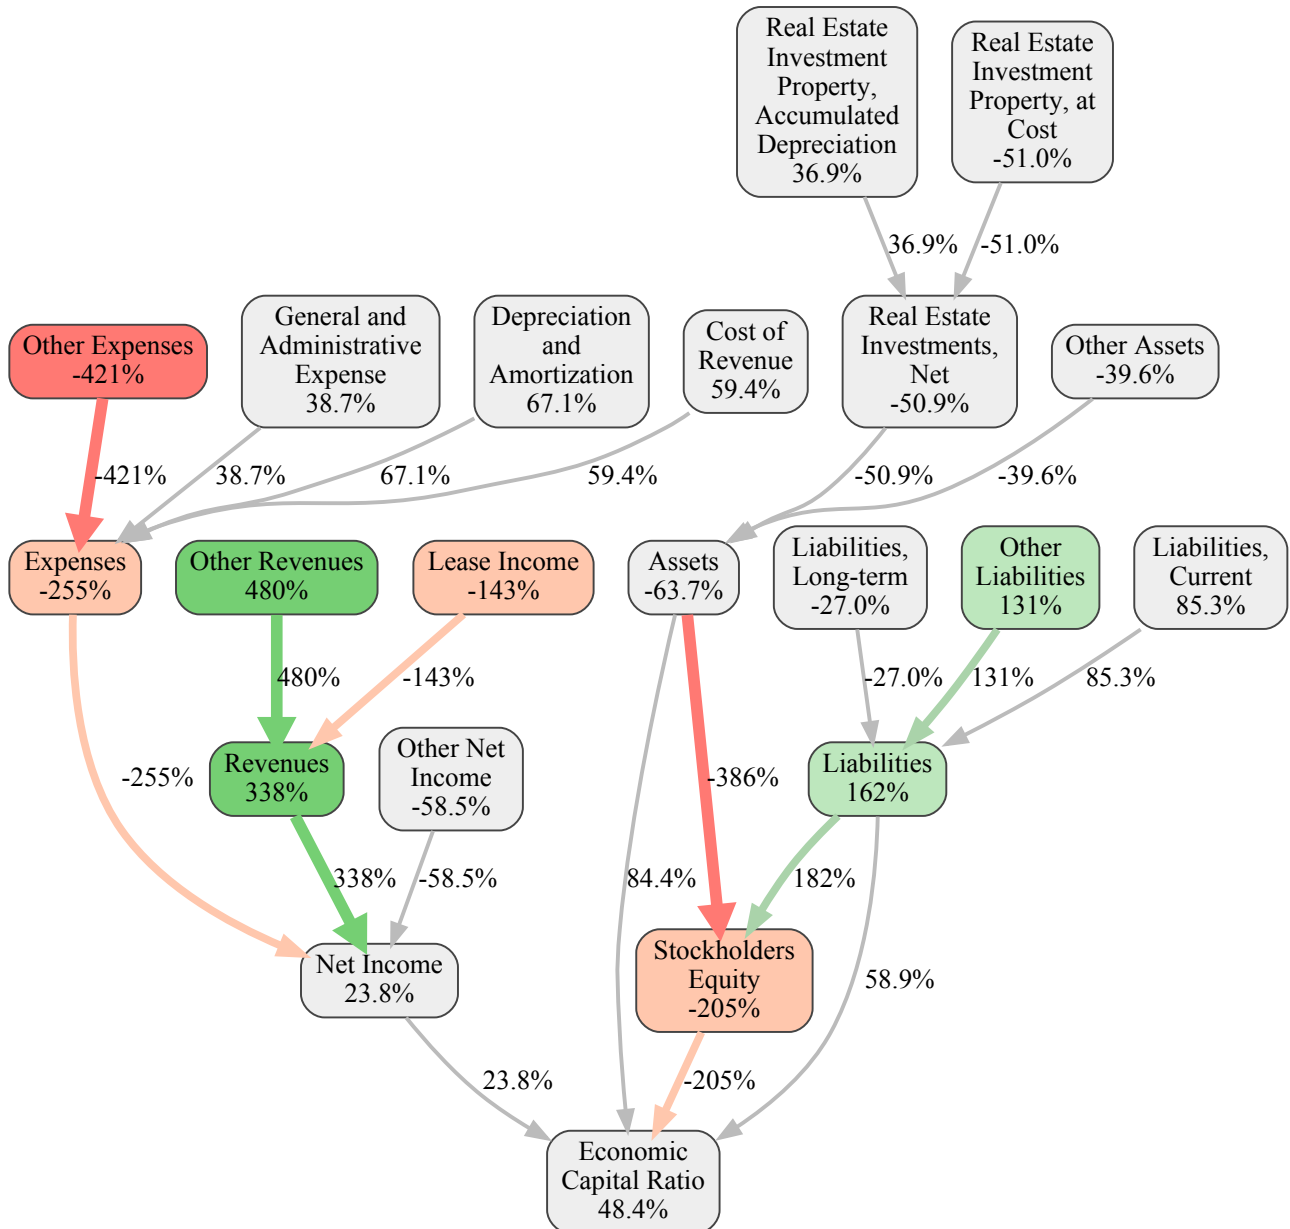 Real Estate
Investment
Property,
Accumulated
Depreciation
36.9%
Real Estate
Investment
Property, at
Cost
-51.0%
36.9%
-51.0%
Other Expenses
-421%
General and
Administrative
Expense
38.7%
Depreciation
and
Amortization
67.1%
Cost of
Revenue
59.4%
Real Estate
Investments,
Net
-50.9%
Other Assets
-39.6%
-421%
38.7%
67.1%
59.4%
-50.9%
-39.6%
Expenses
-255%
Other Revenues
480%
Lease Income
-143%
Assets
-63.7%
Liabilities,
Long-term
-27.0%
Other
Liabilities
131%
Liabilities,
Current
85.3%
480%
-143%
-27.0%
131%
85.3%
-255%
Revenues
338%
Other Net
Income
-58.5%
-386%
Liabilities
162%
338%
-58.5%
84.4%
182%
Net Income
23.8%
Stockholders
Equity
-205%
58.9%
23.8%
-205%
Economic
Capital Ratio
48.4%